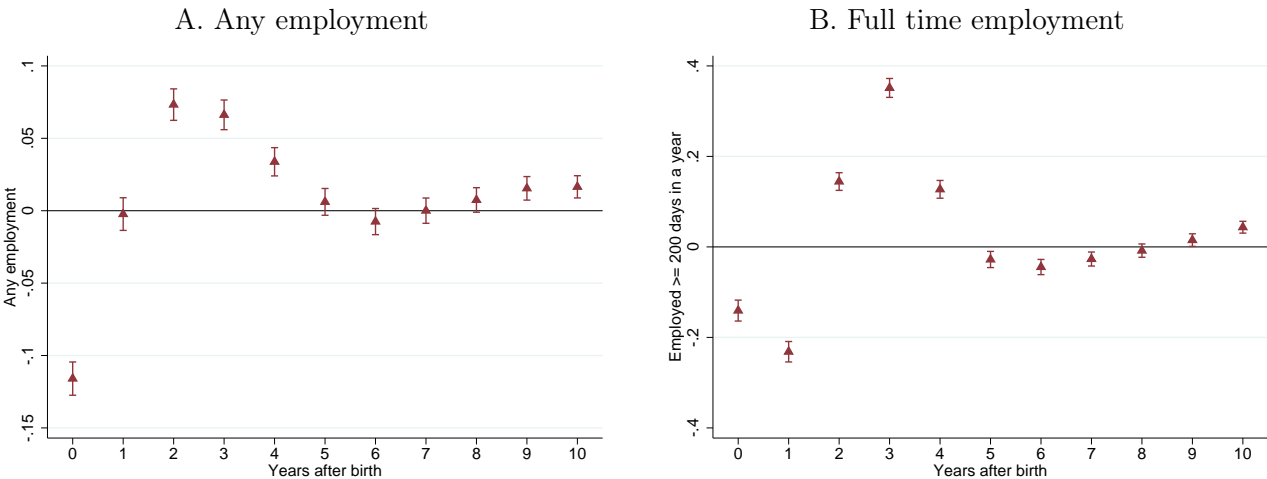 A. Any employment
.1
.05
0
-.05
-.1
-.15
Any employment
0 1 2 3 4 5 6 7 8 9 10
Years after birth
B. Full time employment
.4
.2
0
-.2
-.4
Employed >= 200 days in a year
0 1 2 3 4 5 6 7 8 9 10
Years after birth